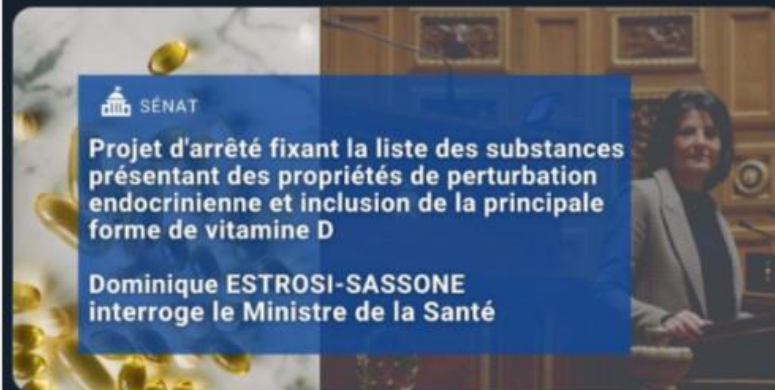 SÉNAT
Projet d'arrêté fixant la liste des substances
présentant des propriétés de perturbation
endocrinienne et inclusion de la principale
forme de vitamine D
Dominique ESTROSI-SASSONE
interroge le Ministre de la Santé